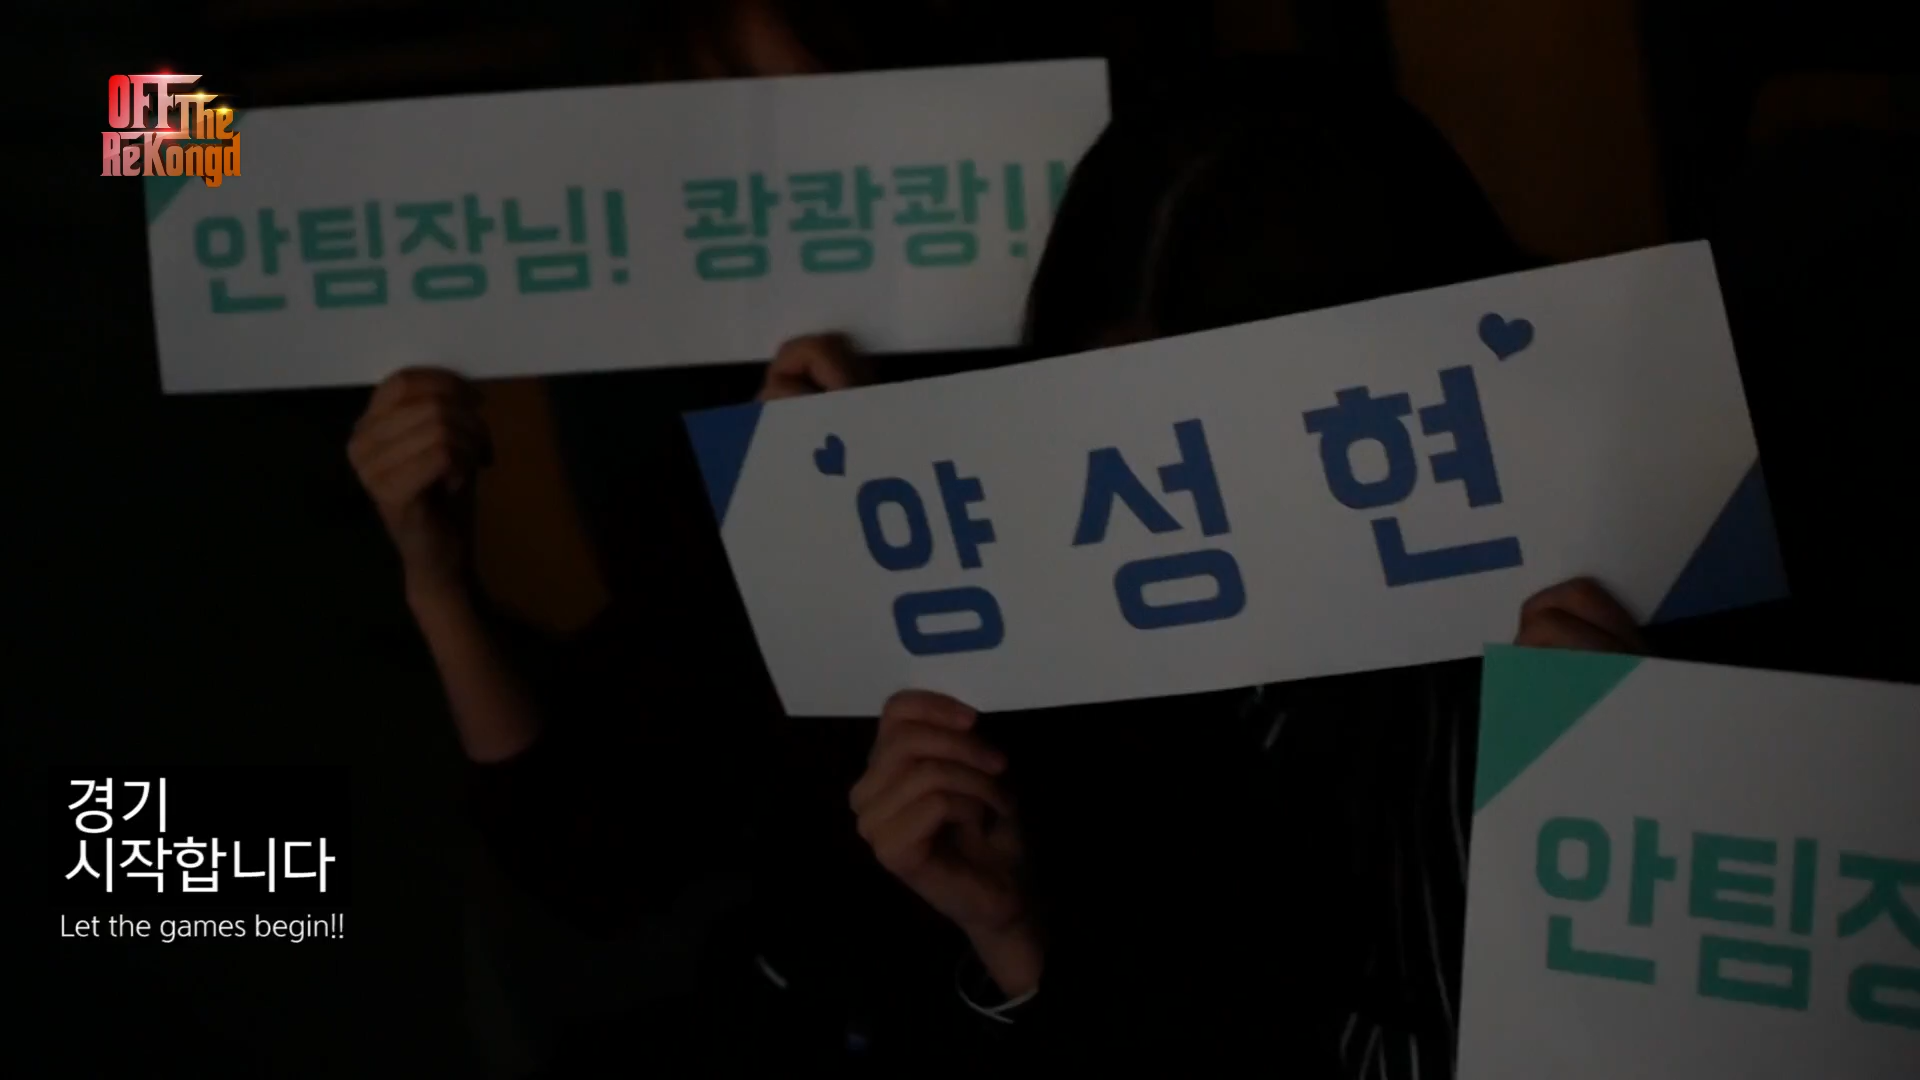 OFF The
ReKongd
안팀장님! 쾅쾅쾅!!
양성현
안팀장
경기
시작합니다
Let the games begin!!